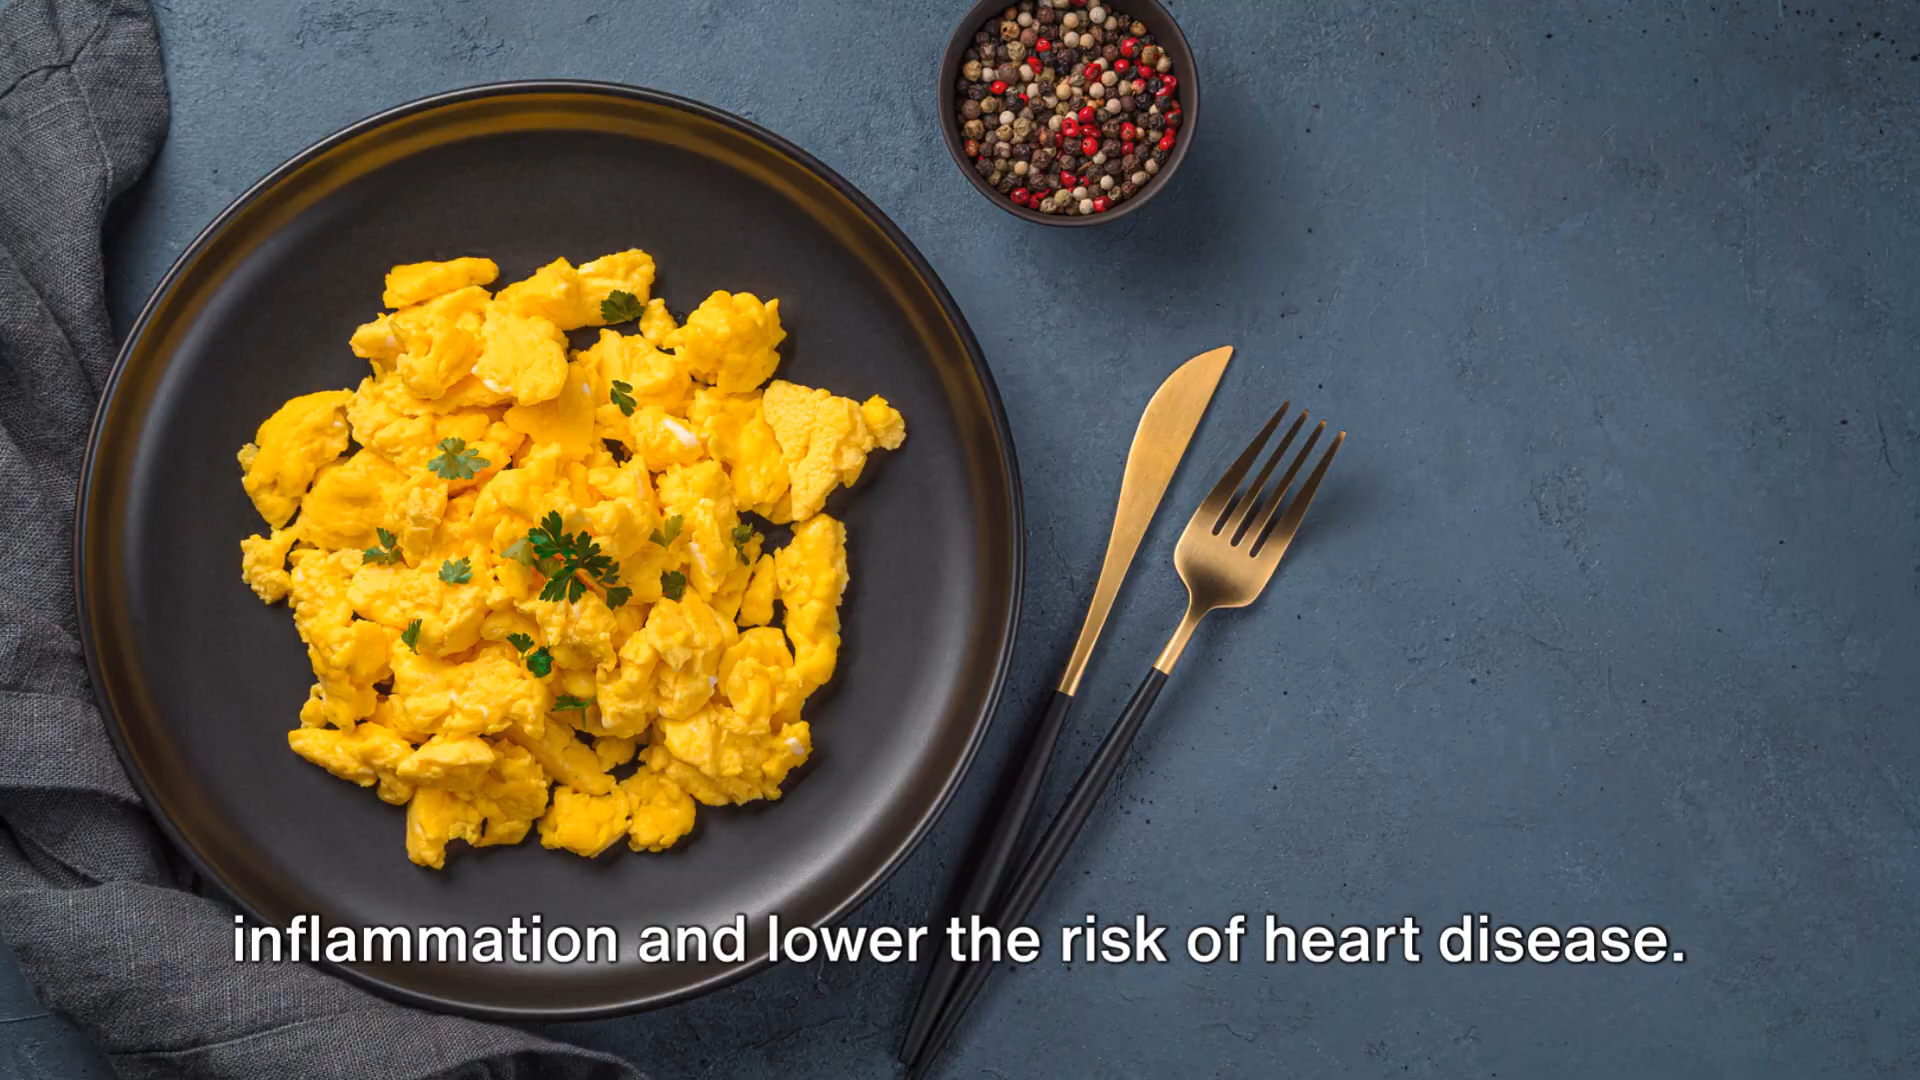 inflammation and lower the risk of heart disease.